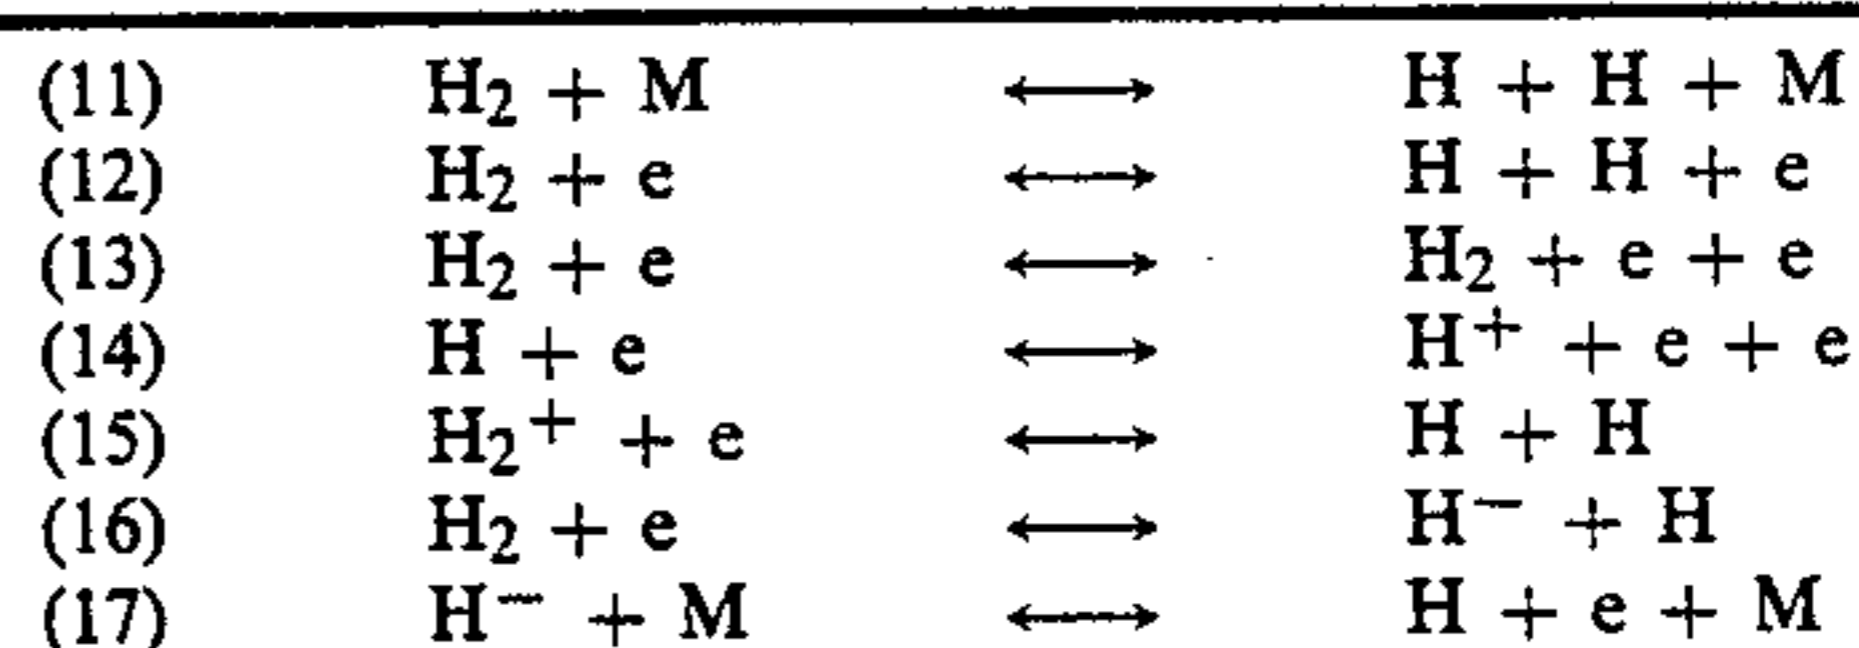 (11) H₂ + M ⟷ H + H + M
(12) H₂ + e ⟷ H + H + e
(13) H₂ + e ⟷ H₂ + e + e
(14) H + e ⟷ H⁺ + e + e
(15) H₂⁺ + e ⟷ H + H
(16) H₂ + e ⟷ H⁻ + H
(17) H⁻ + M ⟷ H + e + M